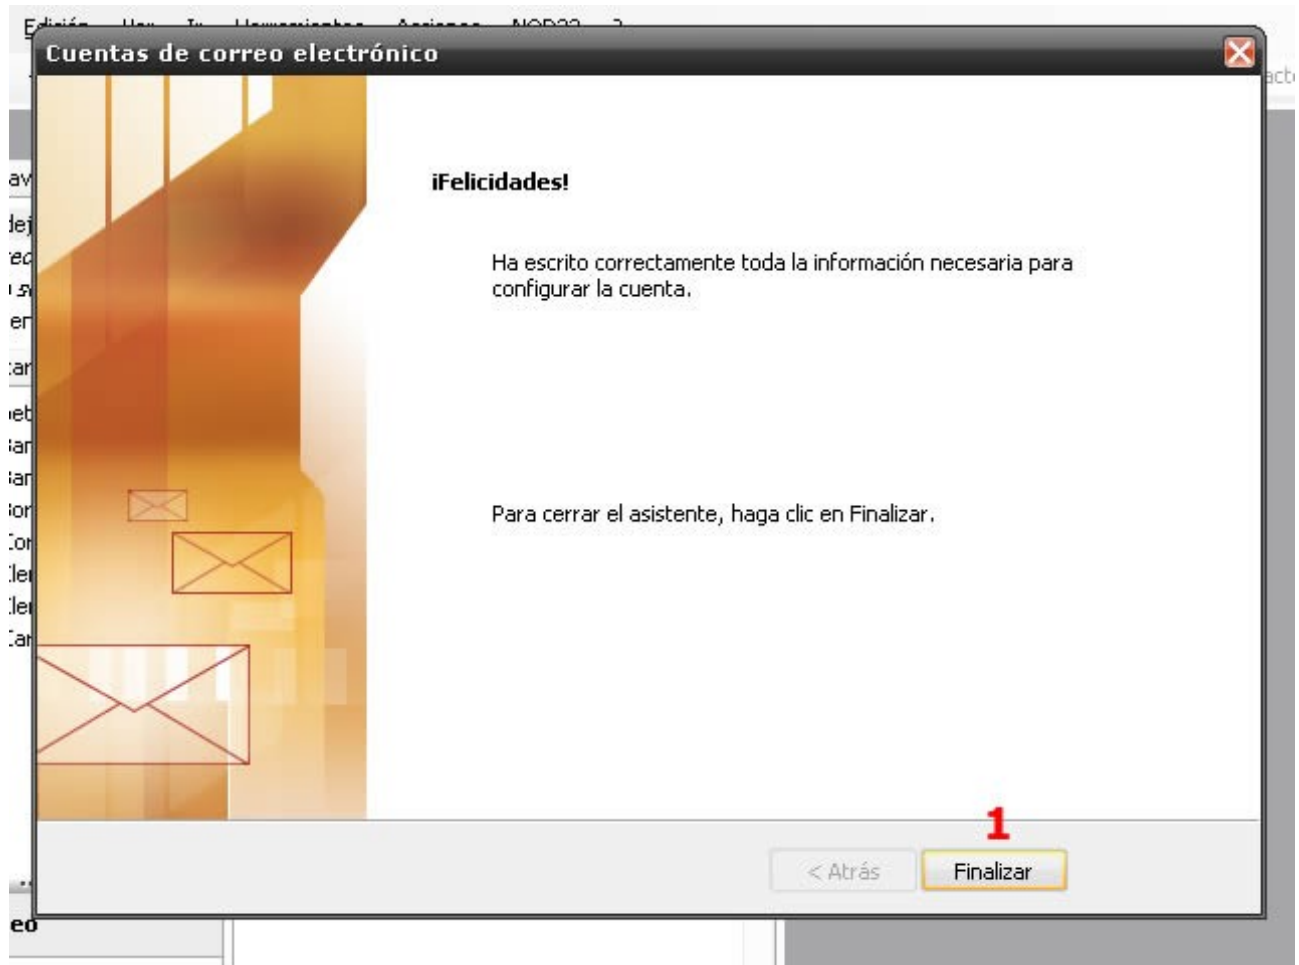 Cuentas de correo electrónico
¡Felicidades!
Ha escrito correctamente toda la información necesaria para
configurar la cuenta.
Para cerrar el asistente, haga clic en Finalizar.
1
< Atrás
Finalizar